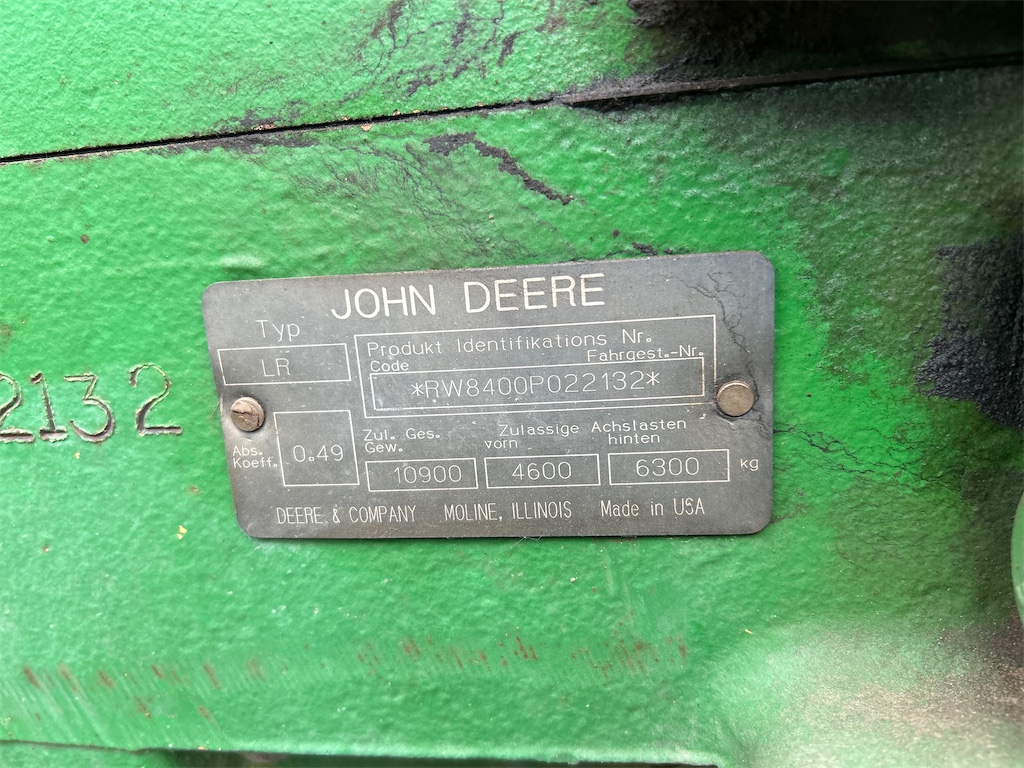 JOHN DEERE
Typ
LR
Produkt Identifikations Nr.
Code Fahrgest.-Nr.
*RW8400P022132*
2132
Abs. Koeff.
0.49
Zul. Ges. Gew.
10900
Zulassige Achslasten
vorn hinten
4600 6300 kg
DEERE & COMPANY MOLINE, ILLINOIS Made in USA